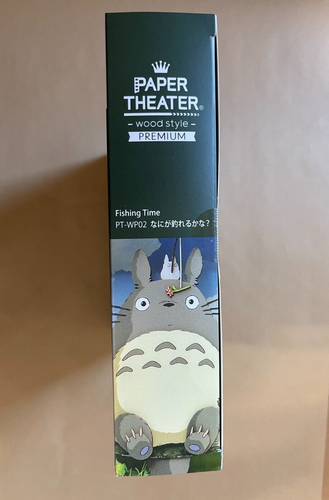 PAPER
THEATER®
- wood style -
PREMIUM
Fishing Time
PT-WP02 なにが釣れるかな?